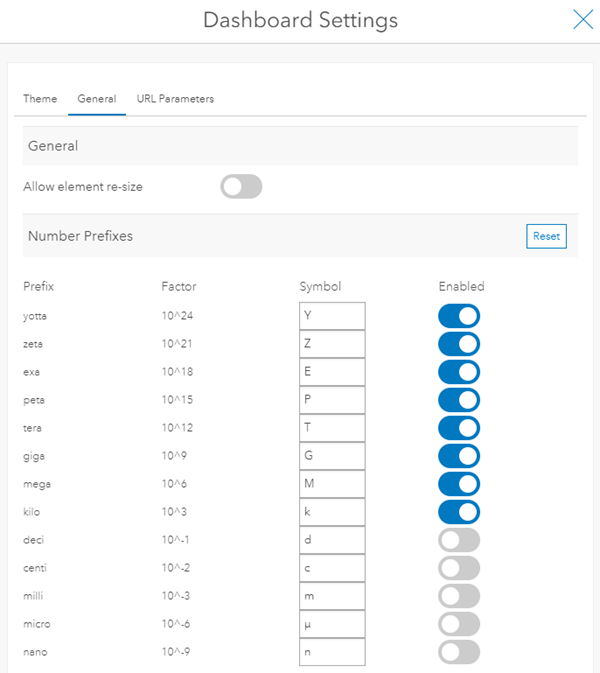 Dashboard Settings
Theme General URL Parameters
General
Allow element re-size
Number Prefixes Reset
Prefix Factor Symbol Enabled
yotta 10^24 Y
zeta 10^21 Z
exa 10^18 E
peta 10^15 P
tera 10^12 T
giga 10^9 G
mega 10^6 M
kilo 10^3 k
deci 10^-1 d
centi 10^-2 c
milli 10^-3 m
micro 10^-6 μ
nano 10^-9 n